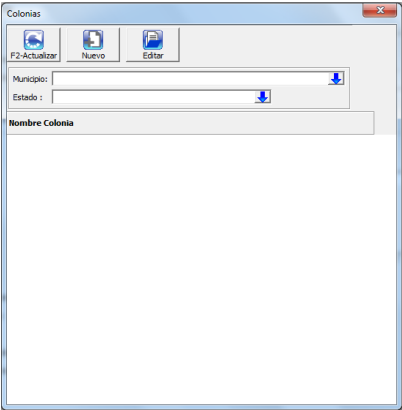 Colonias
F2-Actualizar Nuevo Editar
Municipio:
Estado :
Nombre Colonia